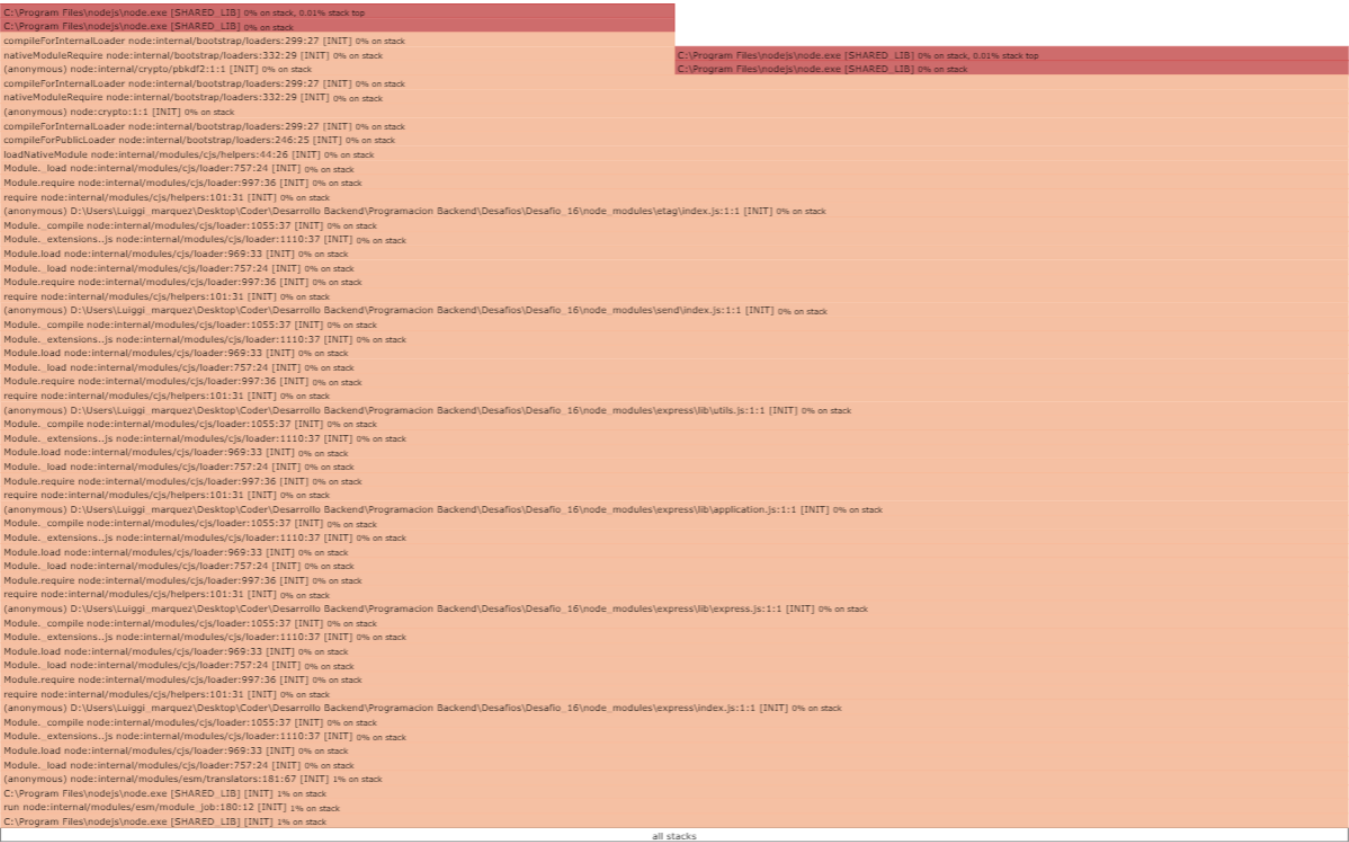 C:\Program Files\nodejs\node.exe [SHARED_LIB] 0% on stack, 0.01% stack top
C:\Program Files\nodejs\node.exe [SHARED_LIB] 0% on stack
compileForInternalLoader node:internal/bootstrap/loaders:299:27 [INIT] 0% on stack
nativeModuleRequire node:internal/bootstrap/loaders:332:29 [INIT] 0% on stack
C:\Program Files\nodejs\node.exe [SHARED_LIB] 0% on stack, 0.01% stack top
(anonymous) node:internal/crypto/pbkdf2:1:1 [INIT] 0% on stack
C:\Program Files\nodejs\node.exe [SHARED_LIB] 0% on stack
compileForInternalLoader node:internal/bootstrap/loaders:299:27 [INIT] 0% on stack
nativeModuleRequire node:internal/bootstrap/loaders:332:29 [INIT] 0% on stack
(anonymous) node:crypto:1:1 [INIT] 0% on stack
compileForInternalLoader node:internal/bootstrap/loaders:299:27 [INIT] 0% on stack
compileForPublicLoader node:internal/bootstrap/loaders:246:25 [INIT] 0% on stack
loadNativeModule node:internal/modules/cjs/helpers:44:26 [INIT] 0% on stack
Module._load node:internal/modules/cjs/loader:757:24 [INIT] 0% on stack
Module.require node:internal/modules/cjs/loader:997:36 [INIT] 0% on stack
require node:internal/modules/cjs/helpers:101:31 [INIT] 0% on stack
(anonymous) D:\Users\Luiggi_marquez\Desktop\Coder\Desarrollo Backend\Programacion Backend\Desafios\Desafio_16\node_modules\etag\index.js:1:1 [INIT] 0% on stack
Module._compile node:internal/modules/cjs/loader:1055:37 [INIT] 0% on stack
Module._extensions..js node:internal/modules/cjs/loader:1110:37 [INIT] 0% on stack
Module.load node:internal/modules/cjs/loader:969:33 [INIT] 0% on stack
Module._load node:internal/modules/cjs/loader:757:24 [INIT] 0% on stack
Module.require node:internal/modules/cjs/loader:997:36 [INIT] 0% on stack
require node:internal/modules/cjs/helpers:101:31 [INIT] 0% on stack
(anonymous) D:\Users\Luiggi_marquez\Desktop\Coder\Desarrollo Backend\Programacion Backend\Desafios\Desafio_16\node_modules\send\index.js:1:1 [INIT] 0% on stack
Module._compile node:internal/modules/cjs/loader:1055:37 [INIT] 0% on stack
Module._extensions..js node:internal/modules/cjs/loader:1110:37 [INIT] 0% on stack
Module.load node:internal/modules/cjs/loader:969:33 [INIT] 0% on stack
Module._load node:internal/modules/cjs/loader:757:24 [INIT] 0% on stack
Module.require node:internal/modules/cjs/loader:997:36 [INIT] 0% on stack
require node:internal/modules/cjs/helpers:101:31 [INIT] 0% on stack
(anonymous) D:\Users\Luiggi_marquez\Desktop\Coder\Desarrollo Backend\Programacion Backend\Desafios\Desafio_16\node_modules\express\lib\utils.js:1:1 [INIT] 0% on stack
Module._compile node:internal/modules/cjs/loader:1055:37 [INIT] 0% on stack
Module._extensions..js node:internal/modules/cjs/loader:1110:37 [INIT] 0% on stack
Module.load node:internal/modules/cjs/loader:969:33 [INIT] 0% on stack
Module._load node:internal/modules/cjs/loader:757:24 [INIT] 0% on stack
Module.require node:internal/modules/cjs/loader:997:36 [INIT] 0% on stack
require node:internal/modules/cjs/helpers:101:31 [INIT] 0% on stack
(anonymous) D:\Users\Luiggi_marquez\Desktop\Coder\Desarrollo Backend\Programacion Backend\Desafios\Desafio_16\node_modules\express\lib\application.js:1:1 [INIT] 0% on stack
Module._compile node:internal/modules/cjs/loader:1055:37 [INIT] 0% on stack
Module._extensions..js node:internal/modules/cjs/loader:1110:37 [INIT] 0% on stack
Module.load node:internal/modules/cjs/loader:969:33 [INIT] 0% on stack
Module._load node:internal/modules/cjs/loader:757:24 [INIT] 0% on stack
Module.require node:internal/modules/cjs/loader:997:36 [INIT] 0% on stack
require node:internal/modules/cjs/helpers:101:31 [INIT] 0% on stack
(anonymous) D:\Users\Luiggi_marquez\Desktop\Coder\Desarrollo Backend\Programacion Backend\Desafios\Desafio_16\node_modules\express\lib\express.js:1:1 [INIT] 0% on stack
Module._compile node:internal/modules/cjs/loader:1055:37 [INIT] 0% on stack
Module._extensions..js node:internal/modules/cjs/loader:1110:37 [INIT] 0% on stack
Module.load node:internal/modules/cjs/loader:969:33 [INIT] 0% on stack
Module._load node:internal/modules/cjs/loader:757:24 [INIT] 0% on stack
Module.require node:internal/modules/cjs/loader:997:36 [INIT] 0% on stack
require node:internal/modules/cjs/helpers:101:31 [INIT] 0% on stack
(anonymous) D:\Users\Luiggi_marquez\Desktop\Coder\Desarrollo Backend\Programacion Backend\Desafios\Desafio_16\node_modules\express\index.js:1:1 [INIT] 0% on stack
Module._compile node:internal/modules/cjs/loader:1055:37 [INIT] 0% on stack
Module._extensions..js node:internal/modules/cjs/loader:1110:37 [INIT] 0% on stack
Module.load node:internal/modules/cjs/loader:969:33 [INIT] 0% on stack
Module._load node:internal/modules/cjs/loader:757:24 [INIT] 0% on stack
(anonymous) node:internal/modules/esm/translators:181:67 [INIT] 1% on stack
C:\Program Files\nodejs\node.exe [SHARED_LIB] [INIT] 1% on stack
run node:internal/modules/esm/module_job:180:12 [INIT] 1% on stack
C:\Program Files\nodejs\node.exe [SHARED_LIB] [INIT] 1% on stack
all stacks